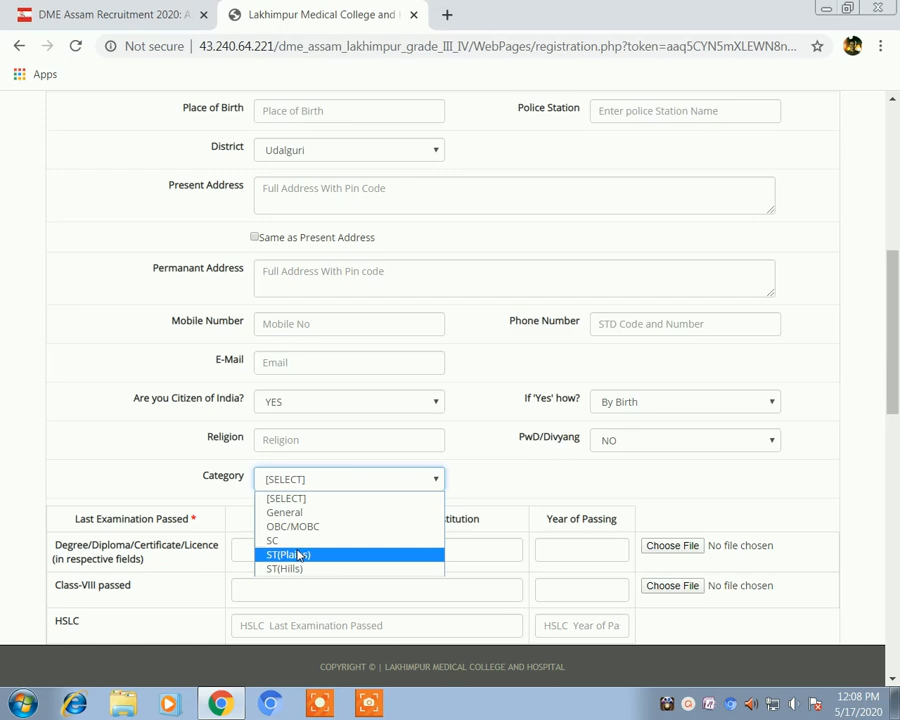 DME Assam Recruitment 2020: A
Lakhimpur Medical College and
Not secure 43.240.64.221/dme_assam_lakhimpur_grade_III_IV/WebPages/registration.php?token=aaq5CYN5mXLEWN8n...
Apps
Place of Birth Place of Birth Police Station Enter police Station Name
District Udalguri
Present Address Full Address With Pin Code
Same as Present Address
Permanant Address Full Address With Pin code
Mobile Number Mobile No Phone Number STD Code and Number
E-Mail Email
Are you Citizen of India? YES If 'Yes' how? By Birth
Religion Religion PwD/Divyang NO
Category [SELECT]
[SELECT]
General
OBC/MOBC
SC
ST(Plains)
ST(Hills)
Last Examination Passed * titution Year of Passing
Degree/Diploma/Certificate/Licence
(in respective fields) Choose File No file chosen
Class-VIII passed Choose File No file chosen
HSLC HSLC Last Examination Passed HSLC Year of Pa
COPYRIGHT © | LAKHIMPUR MEDICAL COLLEGE AND HOSPITAL
12:08 PM
5/17/2020